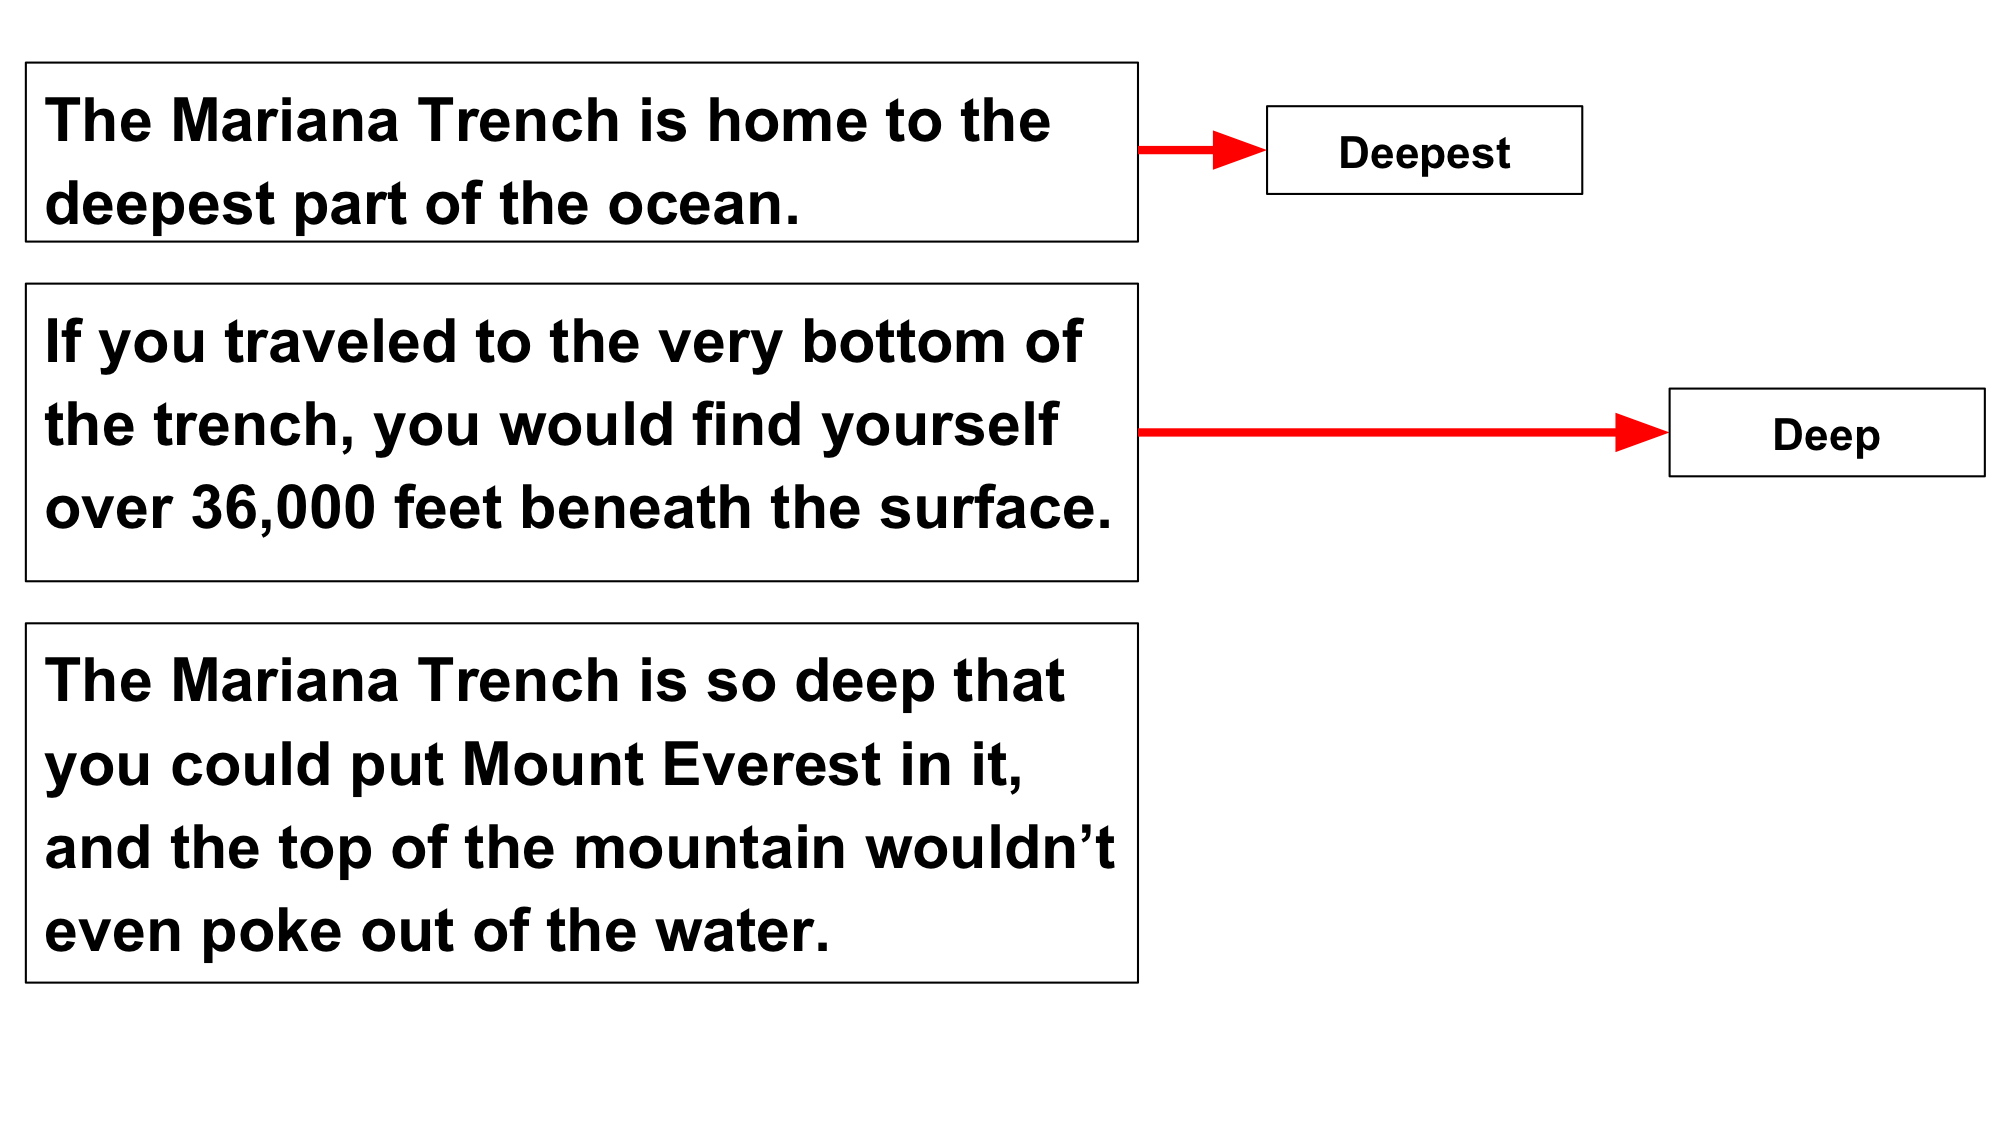 The Mariana Trench is home to the
deepest part of the ocean.
Deepest
If you traveled to the very bottom of
the trench, you would find yourself
over 36,000 feet beneath the surface.
Deep
The Mariana Trench is so deep that
you could put Mount Everest in it,
and the top of the mountain wouldn’t
even poke out of the water.